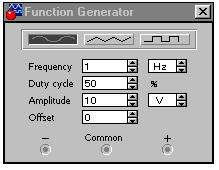 Function Generator
Frequency 1 Hz
Duty cycle 50 %
Amplitude 10 V
Offset 0
− Common +